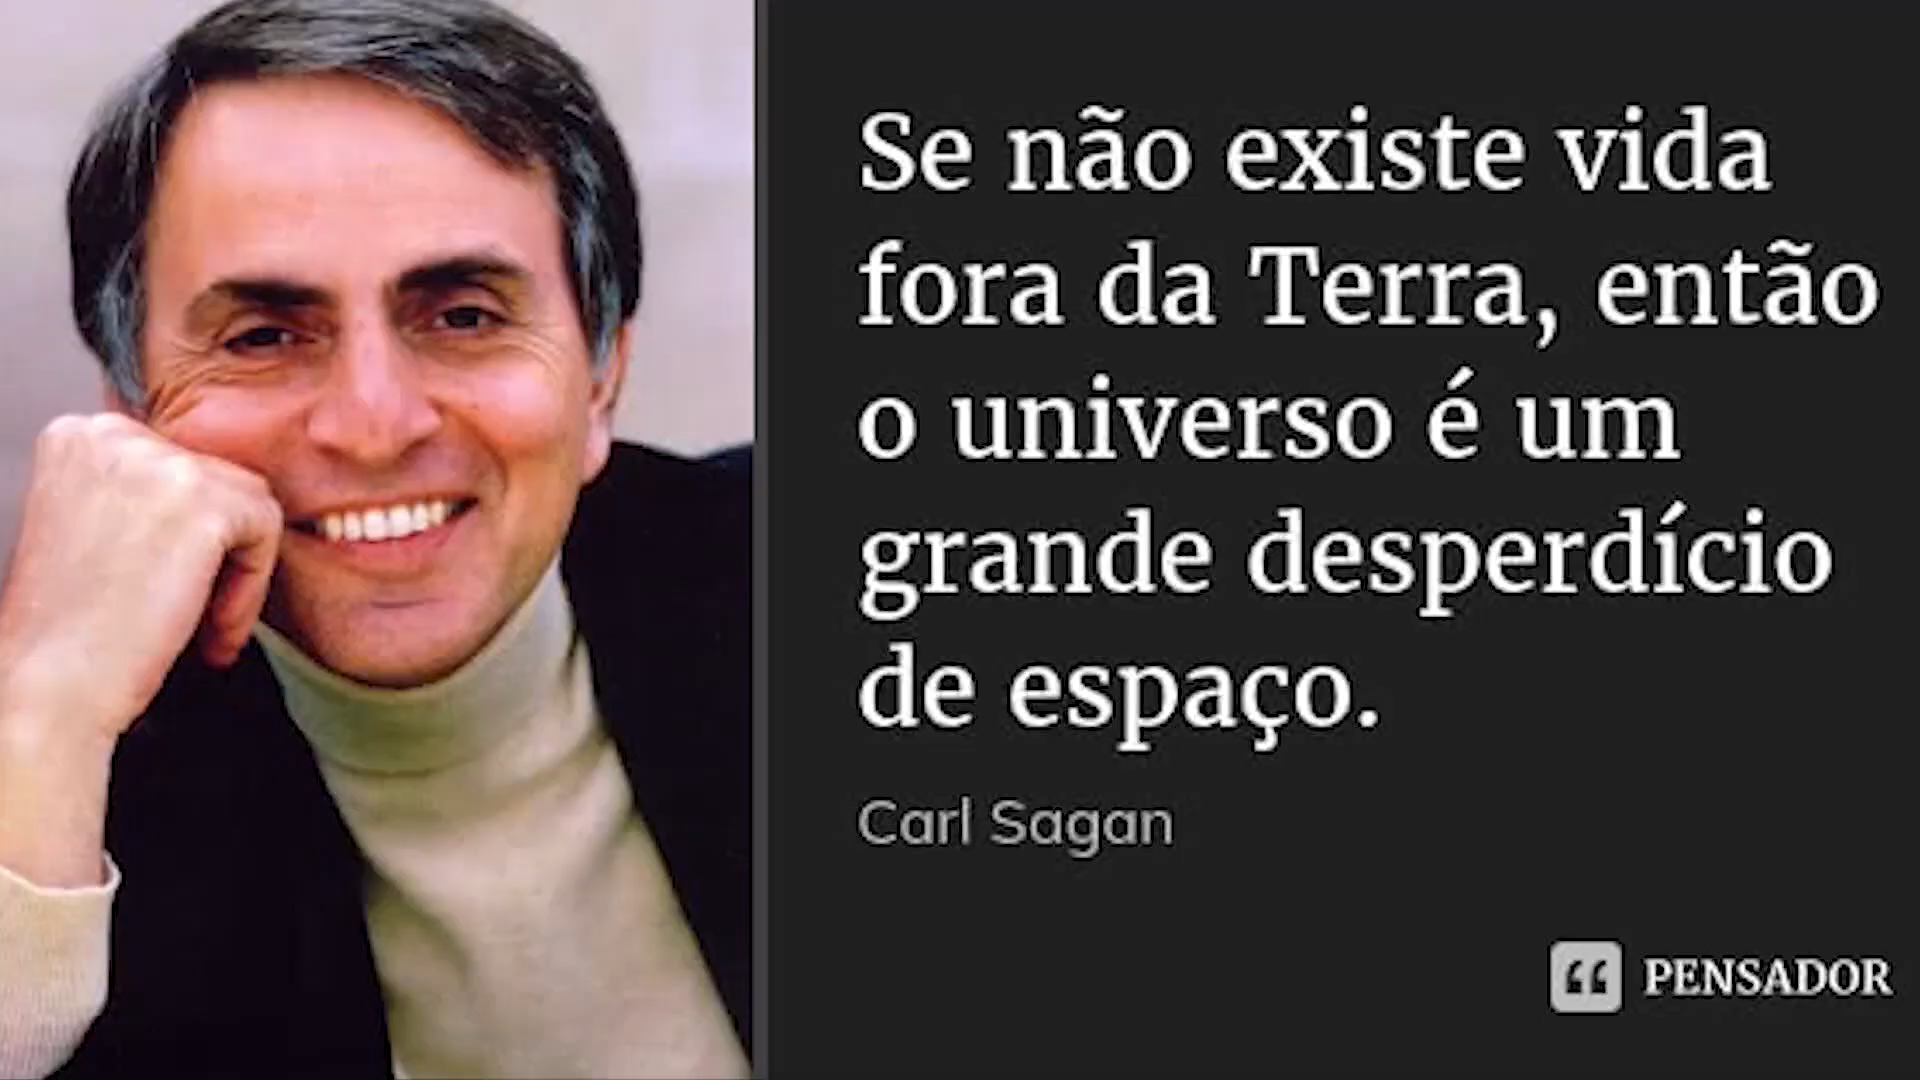 Se não existe vida
fora da Terra, então
o universo é um
grande desperdício
de espaço.
Carl Sagan
PENSADOR